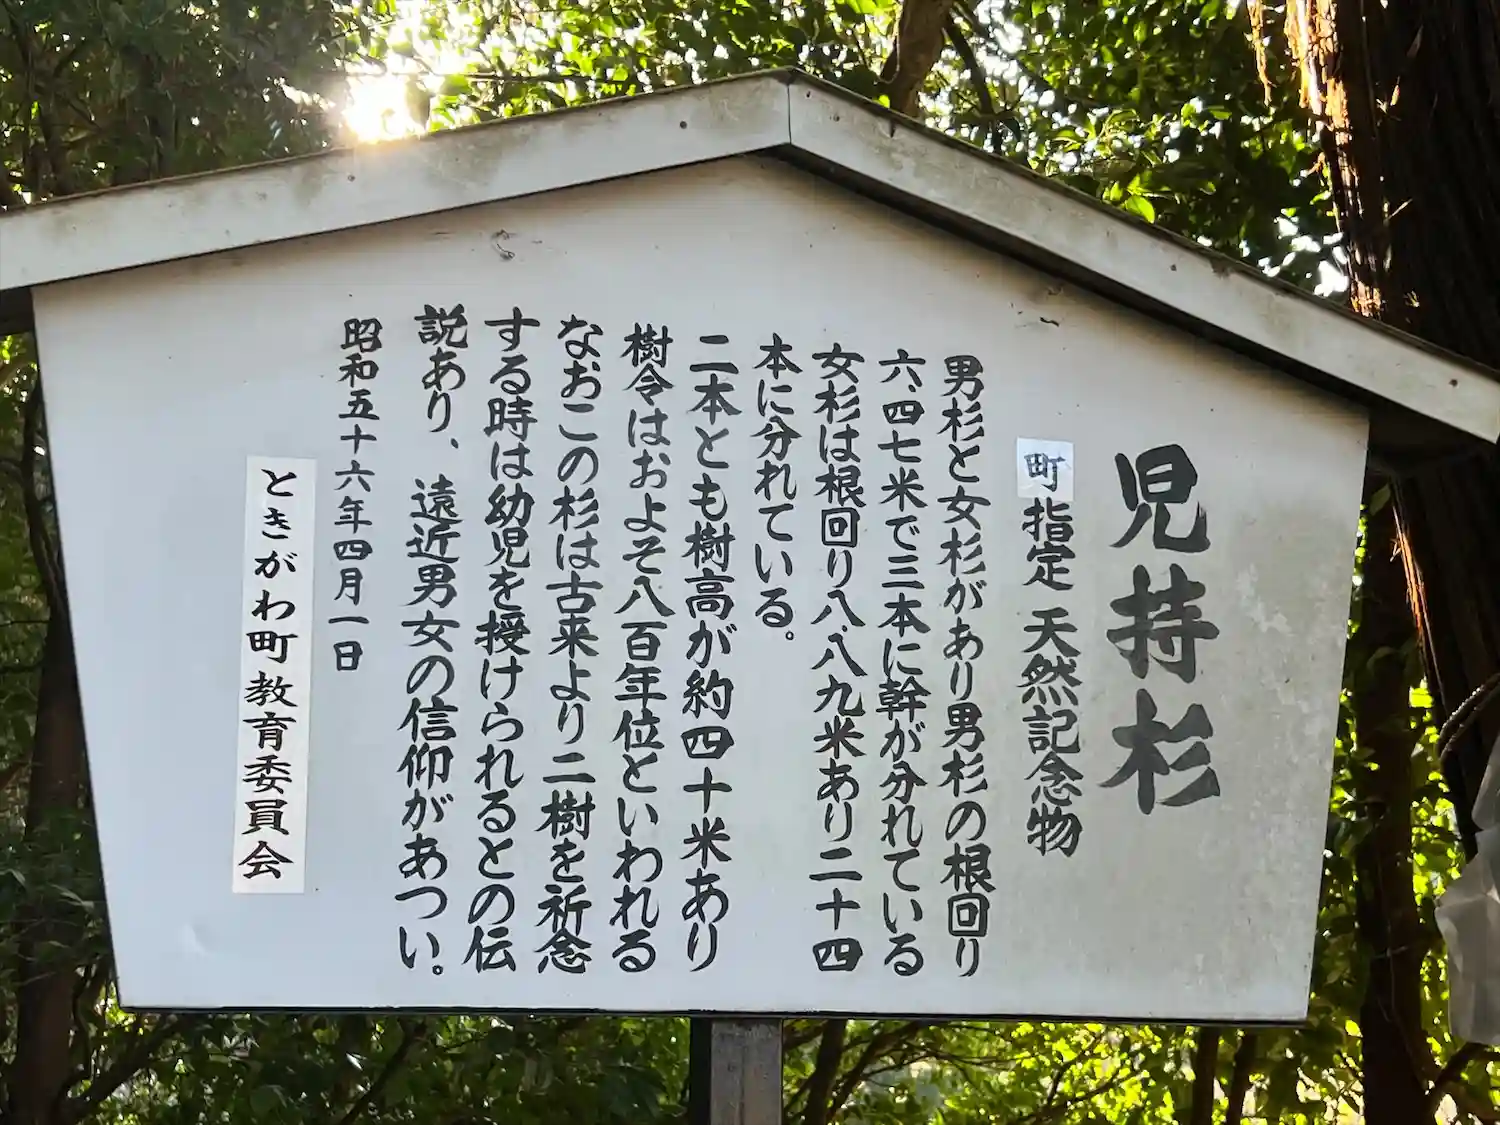 児持杉
町指定 天然記念物
男杉と女杉があり男杉の根回り
六.四七米で三本に幹が分れている
女杉は根回り八.八九米あり二十四
本に分れている。
二本とも樹高が約四十米あり
樹令はおよそ八百年位といわれる
なおこの杉は古来より二樹を祈念
する時は幼児を授けられるとの伝
説あり、遠近男女の信仰があつい。
昭和五十六年四月一日
ときがわ町教育委員会